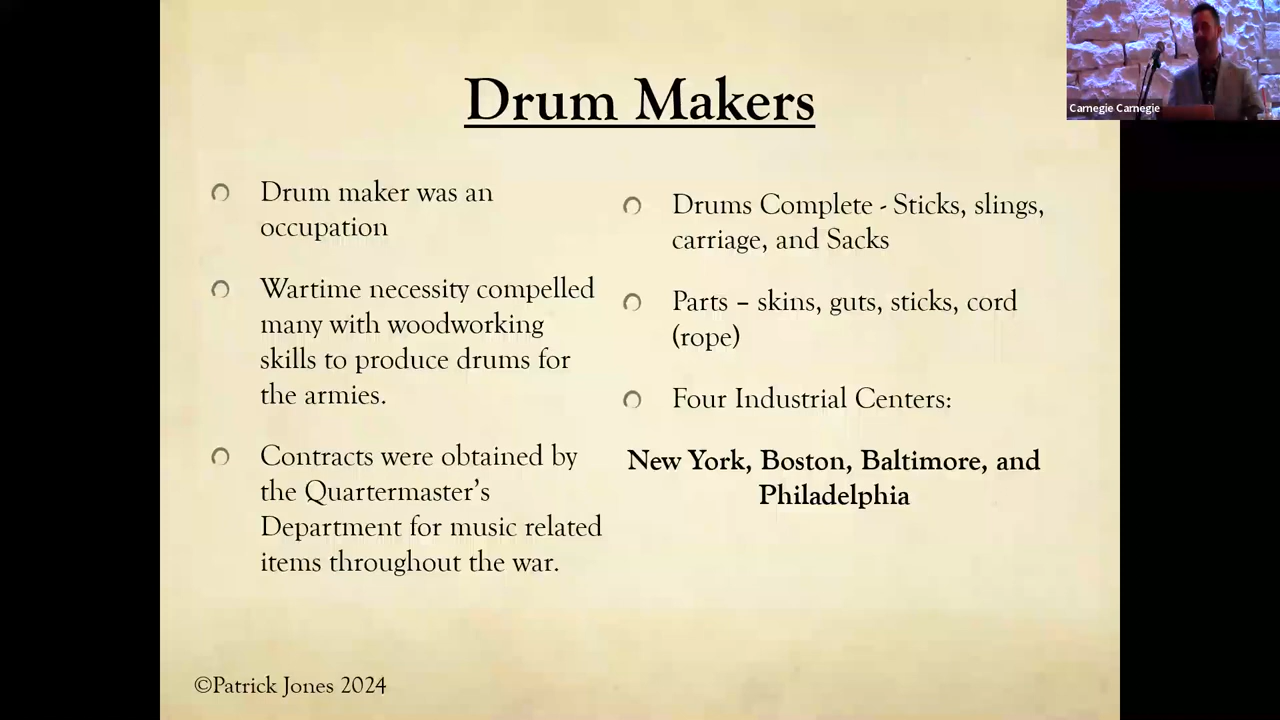 Drum Makers
Drum maker was an
occupation
Wartime necessity compelled
many with woodworking
skills to produce drums for
the armies.
Contracts were obtained by
the Quartermaster's
Department for music related
items throughout the war.
Drums Complete - Sticks, slings,
carriage, and Sacks
Parts – skins, guts, sticks, cord
(rope)
Four Industrial Centers:
New York, Boston, Baltimore, and
Philadelphia
©Patrick Jones 2024
Carnegie Carnegie